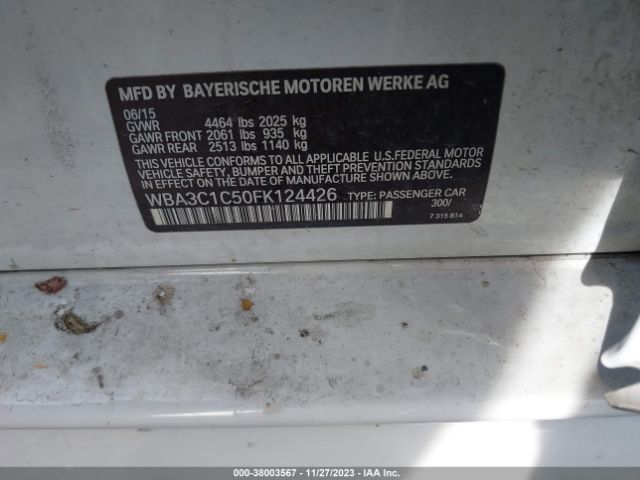 MFD BY BAYERISCHE MOTOREN WERKE AG
06/15
GVWR 4464 lbs 2025 kg
GAWR FRONT 2061 lbs 935 kg
GAWR REAR 2513 lbs 1140 kg
THIS VEHICLE CONFORMS TO ALL APPLICABLE U.S.FEDERAL MOTOR
VEHICLE SAFETY, BUMPER AND THEFT PREVENTION
STANDARDS IN EFFECT ON THE DATE OF MANUFACTURE SHOWN ABOVE.
WBA3C1C50FK124426 TYPE: PASSENGER CAR
300/
7 315 614
000-38003567 - 11/27/2023 - IAA Inc.